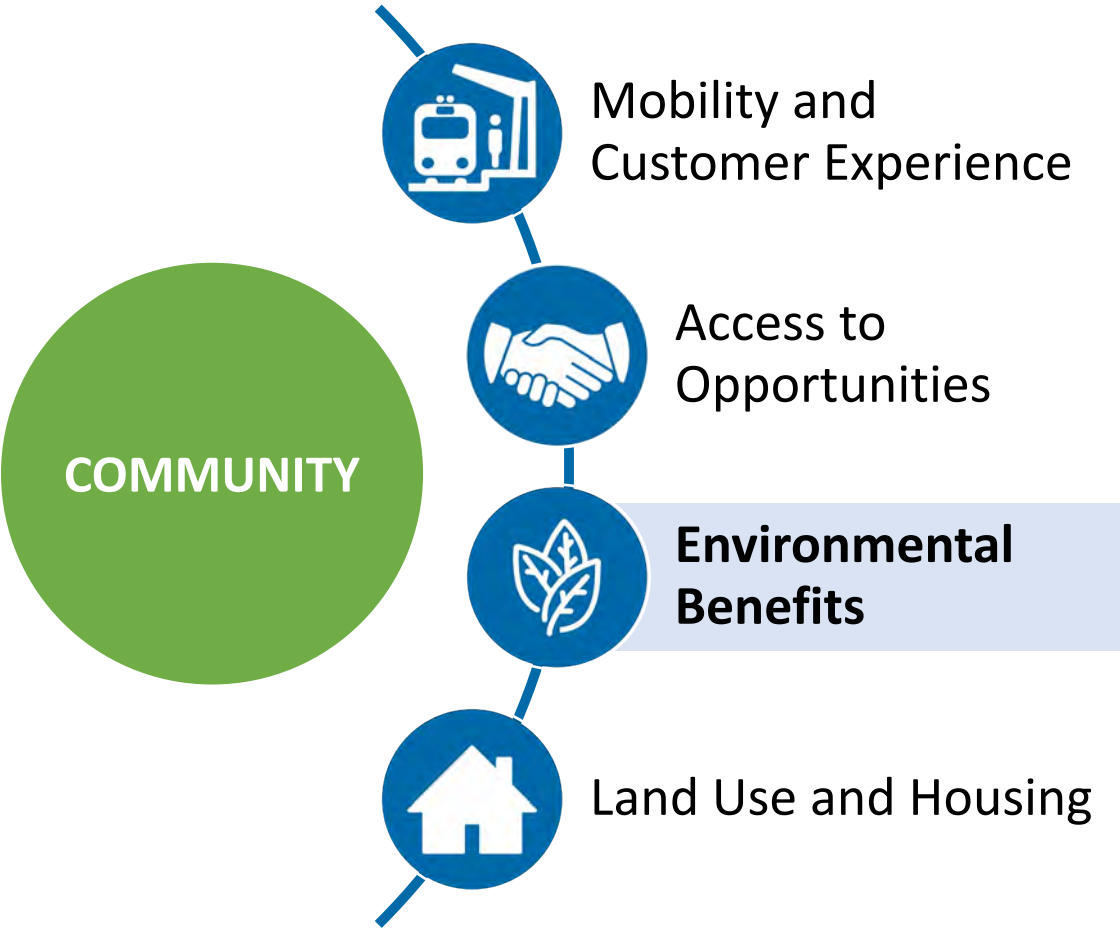 Mobility and
Customer Experience
Access to
Opportunities
COMMUNITY
Environmental
Benefits
Land Use and Housing